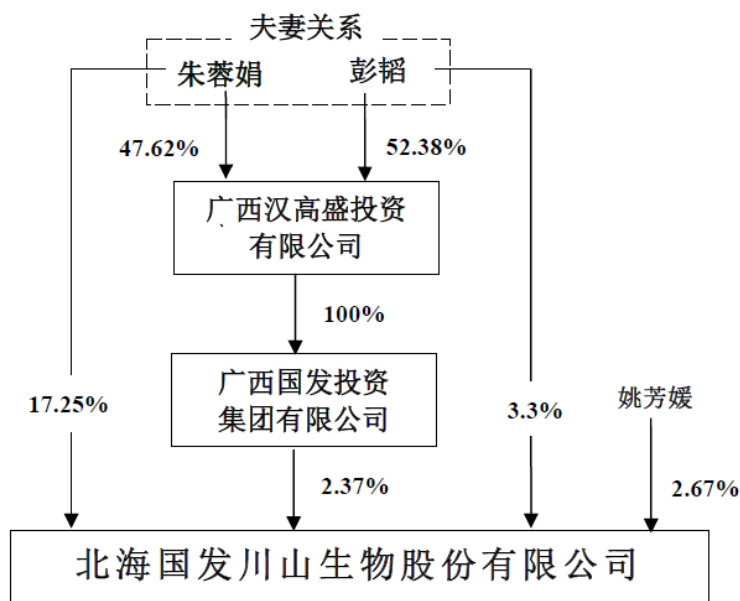 夫妻关系
朱蓉娟
彭韬
47.62%
52.38%
广西汉高盛投资
有限公司
100%
广西国发投资
集团有限公司
17.25%
3.3%
姚芳媛
2.37%
2.67%
北海国发川山生物股份有限公司